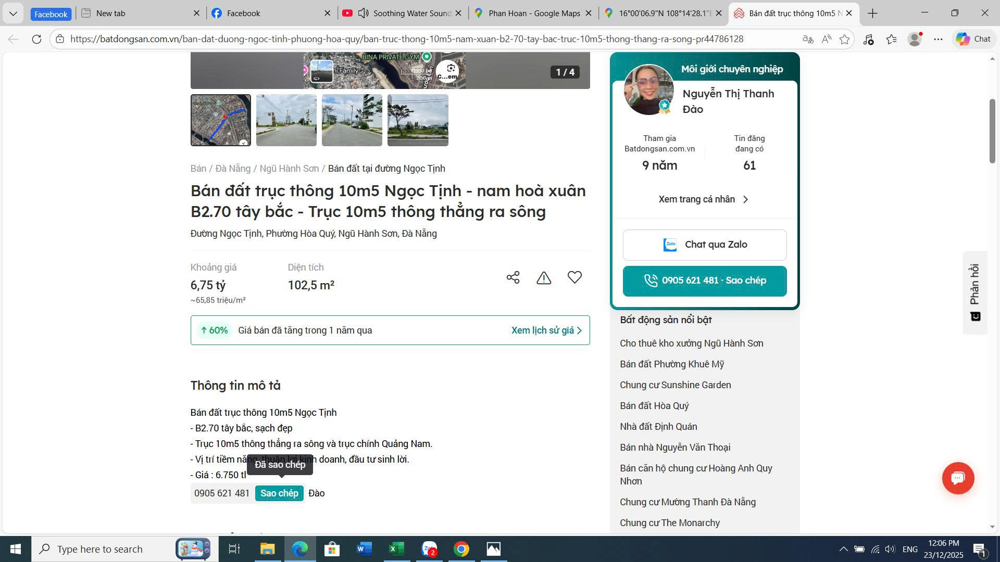 Facebook
New tab
Facebook
Soothing Water Sound
Phan Hoan - Google Maps
16°00'06.9"N 108°14'28.1"E
Bán đất trục thông 10m5 N
https://batdongsan.com.vn/ban-dat-duong-ngoc-tinh-phuong-hoa-quy/ban-truc-thong-10m5-nam-xuan-b2-70-tay-bac-truc-10m5-thong-thang-ra-song-pr44786128
Chat
BINA PRIVATE GYM
Family
C...em
1 / 4
Bán / Đà Nẵng / Ngũ Hành Sơn / Bán đất tại đường Ngọc Tịnh
Bán đất trục thông 10m5 Ngọc Tịnh - nam hoà xuân
B2.70 tây bắc - Trục 10m5 thông thẳng ra sông
Đường Ngọc Tịnh, Phường Hòa Quý, Ngũ Hành Sơn, Đà Nẵng
Khoảng giá
Diện tích
6,75 tỷ
102,5 m²
~65,85 triệu/m²
60%
Giá bán đã tăng trong 1 năm qua
Xem lịch sử giá
Thông tin mô tả
Bán đất trục thông 10m5 Ngọc Tịnh
- B2.70 tây bắc, sạch đẹp
- Trục 10m5 thông thẳng ra sông và trục chính Quảng Nam.
- Vị trí tiềm năng, thuận lợi kinh doanh, đầu tư sinh lời.
Đã sao chép
- Giá : 6.750 tỉ
0905 621 481
Sao chép
Đào
Môi giới chuyên nghiệp
Nguyễn Thị Thanh
Đào
Tham gia
Batdongsan.com.vn
9 năm
Tin đăng
đang có
61
Xem trang cá nhân
Zalo
Chat qua Zalo
0905 621 481 · Sao chép
Bất động sản nổi bật
Cho thuê kho xưởng Ngũ Hành Sơn
Bán đất Phường Khuê Mỹ
Chung cư Sunshine Garden
Bán đất Hòa Quý
Nhà đất Định Quán
Bán nhà Nguyễn Văn Thoại
Bán căn hộ chung cư Hoàng Anh Quy
Nhơn
Chung cư Mường Thanh Đà Nẵng
Chung cư The Monarchy
Phản hồi
Type here to search
2
ENG
12:06 PM
23/12/2025
1